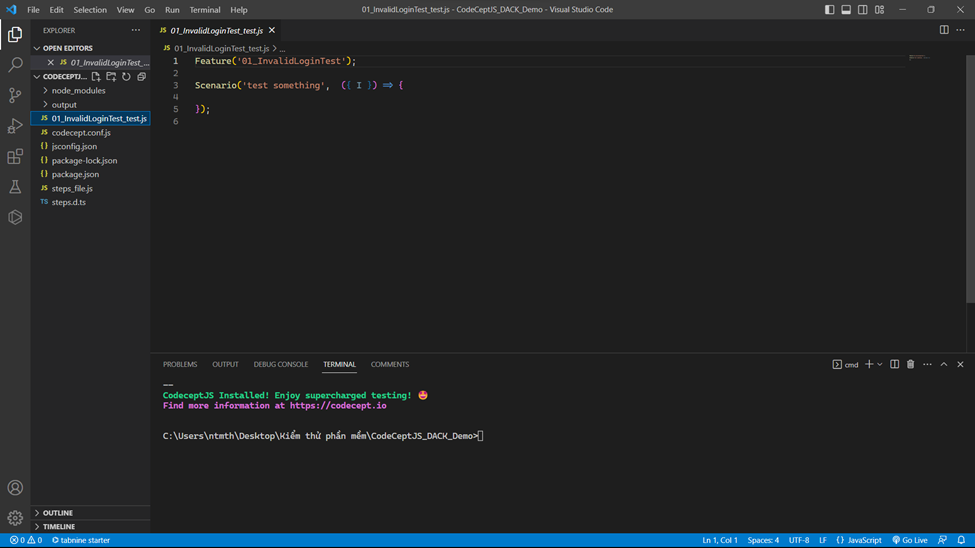 File Edit Selection View Go Run Terminal Help
01_InvalidLoginTest_test.js - CodeCeptJS_DACK_Demo - Visual Studio Code
EXPLORER
OPEN EDITORS
JS 01_InvalidLoginTest_...
CODECEPTJ...
node_modules
output
JS 01_InvalidLoginTest_test.js
JS codecept.conf.js
{} jsconfig.json
{} package-lock.json
{} package.json
JS steps_file.js
TS steps.d.ts
OUTLINE
TIMELINE
JS 01_InvalidLoginTest_test.js
JS 01_InvalidLoginTest_test.js > ...
1 Feature('01_InvalidLoginTest');
2
3 Scenario('test something', ({ I }) => {
4
5 });
6
PROBLEMS OUTPUT DEBUG CONSOLE TERMINAL COMMENTS
cmd
--
CodeceptJS Installed! Enjoy supercharged testing! 🤩
Find more information at https://codecept.io
C:\Users\ntmth\Desktop\Kiểm thử phần mềm\CodeCeptJS_DACK_Demo>
0 0 tabnine starter
Ln 1, Col 1 Spaces: 4 UTF-8 LF {} JavaScript Go Live